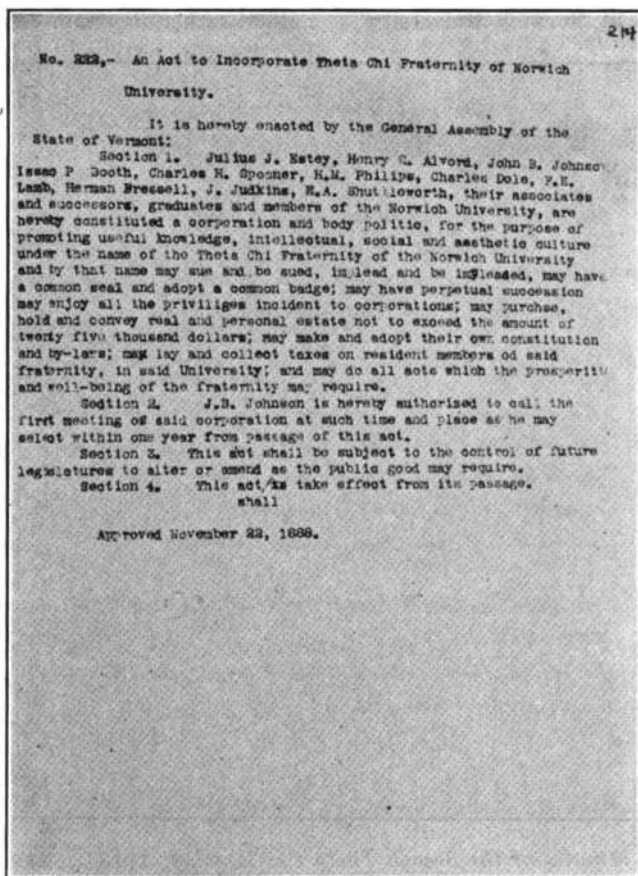 214
No. 222,- An Act to Incorporate Theta Chi Fraternity of Norwich
University.
It is hereby enacted by the General Assembly of the
State of Vermont:
Section 1. Julius J. Estey, Henry C. Alvord, John B. Johnson
Issac P Booth, Charles H. Spooner, H.M. Philips, Charles Dole, F.E.
Lamb, Herman Bressell, J. Judkins, E.A. Shuttleworth, their associates
and successors, graduates and members of the Norwich University, are
hereby constituted a corporation and body politic, for the purpose of
promoting useful knowledge, intellectual, social and aasthetic culture
under the name of the Theta Chi Fraternity of the Norwich University
and by that name may sue and be sued, implead and be impleaded, may have
a common seal and adopt a common badge; may have perpetual succession
may enjoy all the priviliges incident to corporations; may purchse,
hold and convey real and personal estate not to exceed the amount of
twenty five thousand dollars; may make and adopt their own constitution
and by-laws; may lay and collect taxes on resident members od said
fraternity, in said University; and may do all acts which the prosperity
and well-being of the fraternity may require.
Sedtion 2. J.B. Johnson is hereby authorized to call the
first meeting of said corporation at such time and place as he may
select within one year from passage of this act.
Section 3. This act shall be subject to the control of future
legislctures to alter or amend as the public good may require.
Section 4. This act/ take effect from its passage.
shall
Approved November 22, 1888.